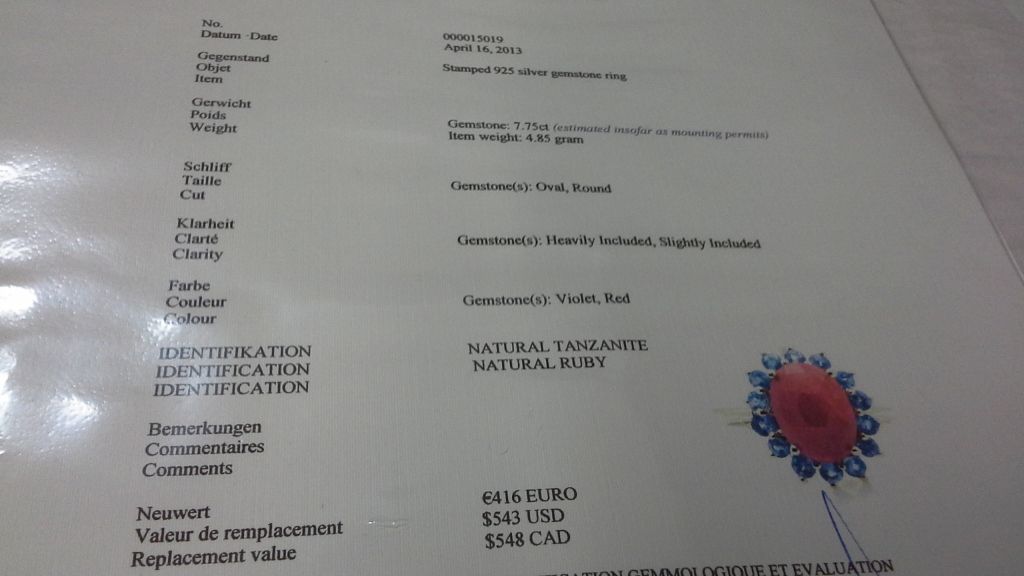 No.
Datum -Date
000015019
April 16, 2013
Gegenstand
Objet
Item
Stamped 925 silver gemstone ring
Gerwicht
Poids
Weight
Gemstone: 7.75ct (estimated insofar as mounting permits)
Item weight: 4.85 gram
Schliff
Taille
Cut
Gemstone(s): Oval, Round
Klarheit
Clarté
Clarity
Gemstone(s): Heavily Included, Slightly Included
Farbe
Couleur
Colour
Gemstone(s): Violet, Red
IDENTIFIKATION
IDENTIFICATION
IDENTIFICATION
NATURAL TANZANITE
NATURAL RUBY
Bemerkungen
Commentaires
Comments
Neuwert
Valeur de remplacement
Replacement value
€416 EURO
$543 USD
$548 CAD
GEMMOLOGIQUE ET EVALUATION